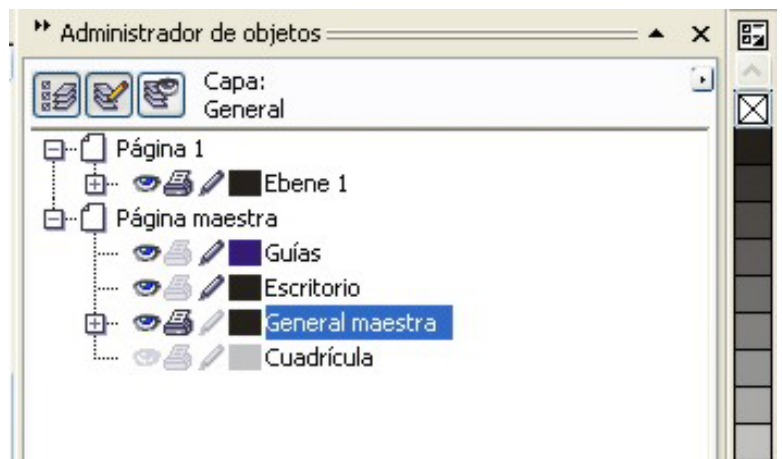 Administrador de objetos
Capa:
General
Página 1
Ebene 1
Página maestra
Guías
Escritorio
General maestra
Cuadrícula